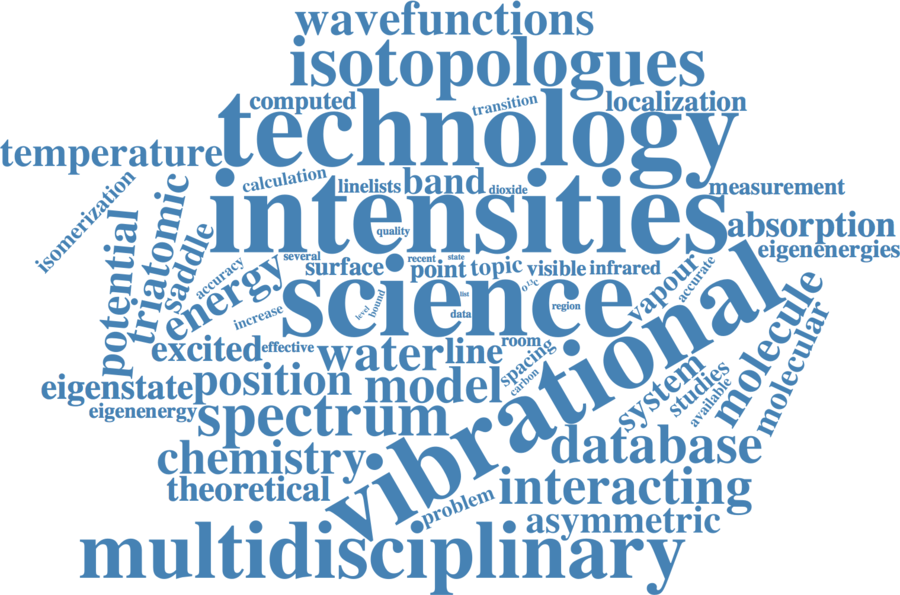 wavefunctions
isotopologues
computed
transition
localization
technology
temperature
calculation
linelists
band
dioxide
measurement
isomerization
potential
triatomic
saddle
intensities
quality
absorption
eigenenergies
accuracy
energy
several
surface
recent
state
point
topic
visible
infrared
vapour
accurate
increase
level
bound
science
list
data
region
excited
effective
water
line
room
spacing
carbon
vibrational
molecule
molecular
eigenstate
position
model
system
studies
available
eigenenergy
spectrum
database
chemistry
theoretical
problem
interacting
asymmetric
multidisciplinary